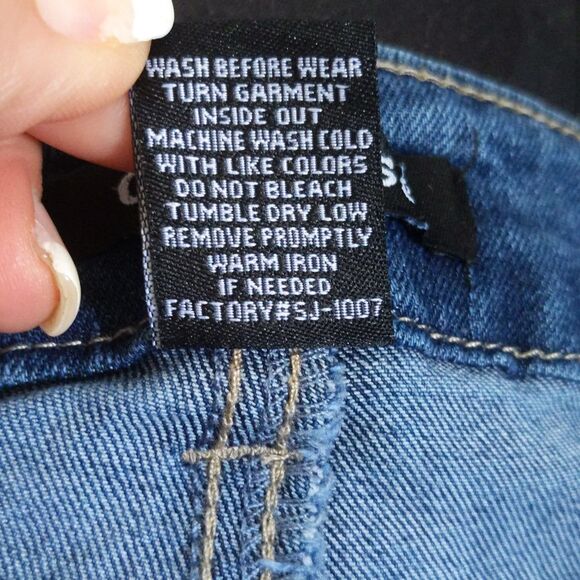 WASH BEFORE WEAR
TURN GARMENT
INSIDE OUT
MACHINE WASH COLD
WITH LIKE COLORS
DO NOT BLEACH
TUMBLE DRY LOW
REMOVE PROMPTLY
WARM IRON
IF NEEDED
FACTORY#SJ-1007